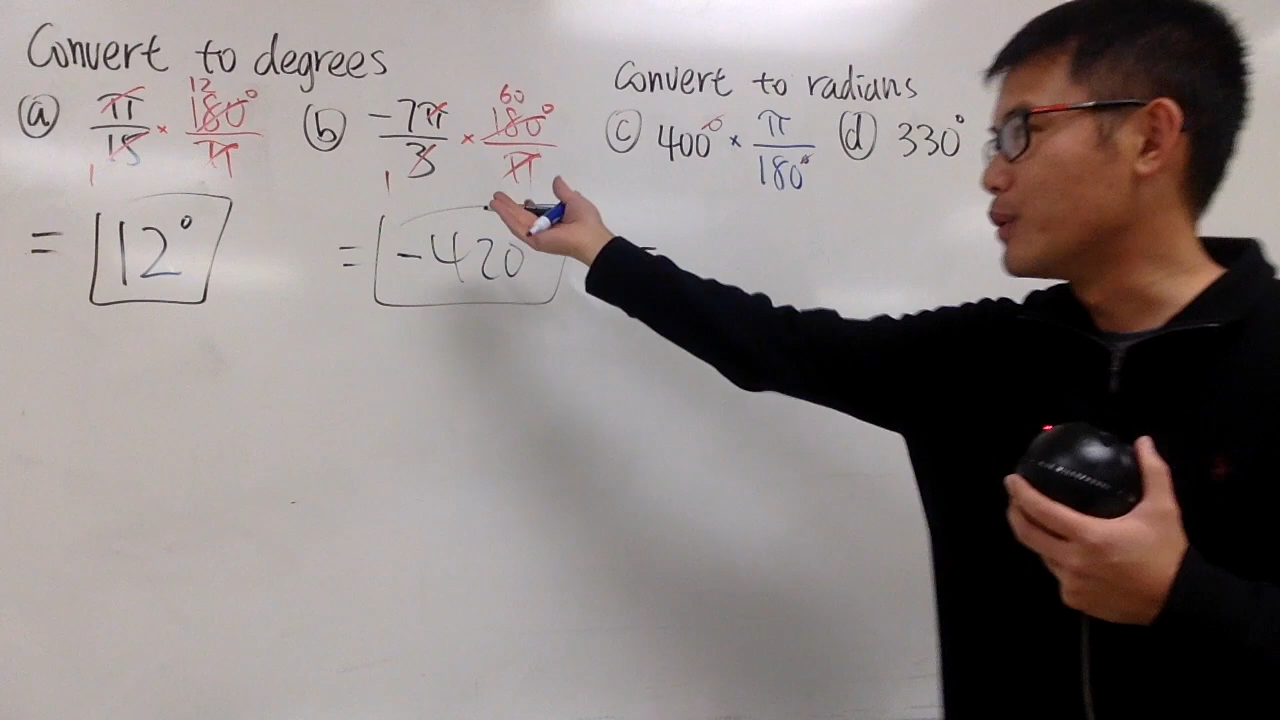 Convert to degrees
ⓐ π/15 × 180°/π
12
1
= 12°
ⓑ -7π/3 × 180°/π
60
1
= -420
Convert to radians
ⓒ 400° × π/180°
ⓓ 330°